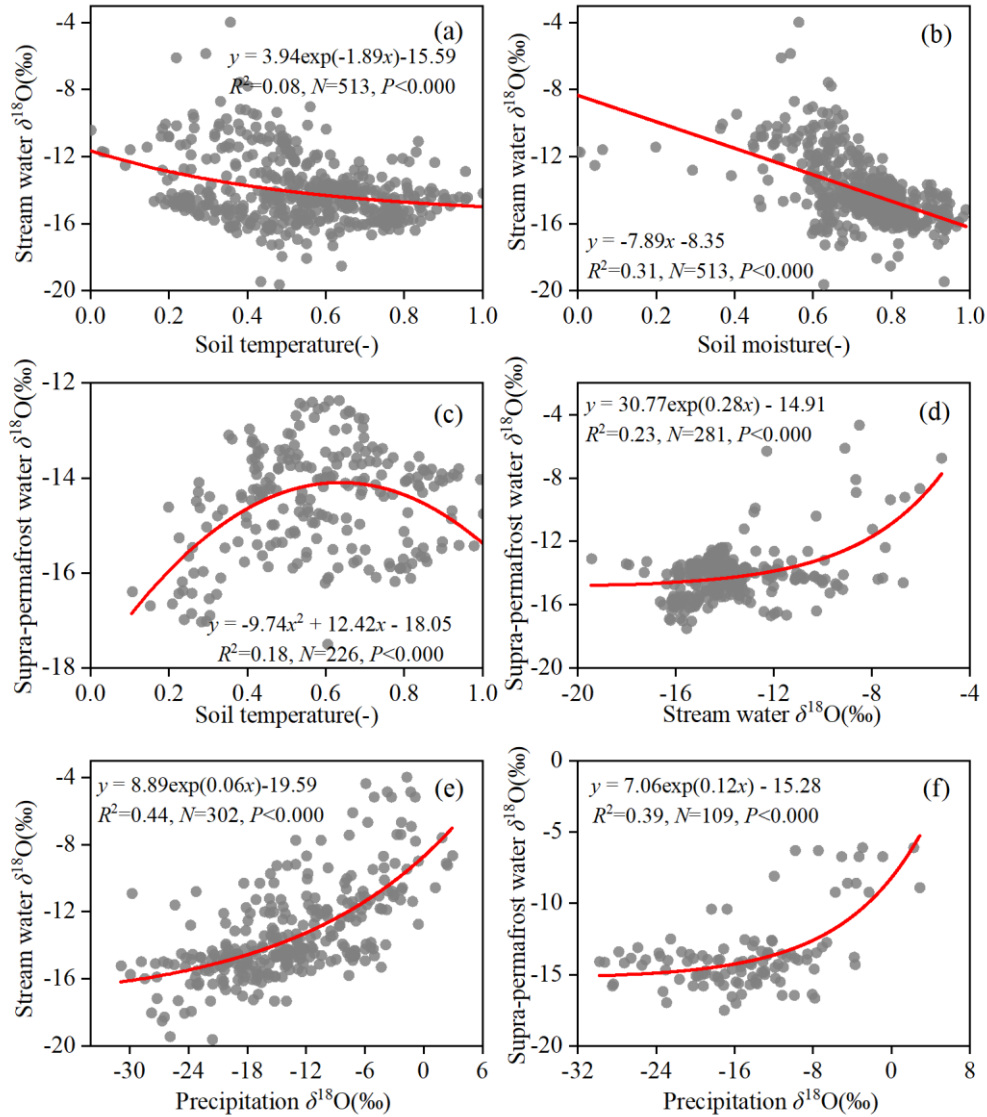 (a)
y = 3.94exp(-1.89x)-15.59
R²=0.08, N=513, P<0.000
Stream water δ¹⁸O(‰)
-4
-8
-12
-16
-20
0.0 0.2 0.4 0.6 0.8 1.0
Soil temperature(-)
(b)
y = -7.89x -8.35
R²=0.31, N=513, P<0.000
Stream water δ¹⁸O(‰)
-4
-8
-12
-16
-20
0.0 0.2 0.4 0.6 0.8 1.0
Soil moisture(-)
(c)
y = -9.74x² + 12.42x - 18.05
R²=0.18, N=226, P<0.000
Supra-permafrost water δ¹⁸O(‰)
-12
-14
-16
-18
0.0 0.2 0.4 0.6 0.8 1.0
Soil temperature(-)
(d)
y = 30.77exp(0.28x) - 14.91
R²=0.23, N=281, P<0.000
Supra-permafrost water δ¹⁸O(‰)
-4
-8
-12
-16
-20
-20 -16 -12 -8 -4
Stream water δ¹⁸O(‰)
(e)
y = 8.89exp(0.06x)-19.59
R²=0.44, N=302, P<0.000
Stream water δ¹⁸O(‰)
-4
-8
-12
-16
-20
-30 -24 -18 -12 -6 0 6
Precipitation δ¹⁸O(‰)
(f)
y = 7.06exp(0.12x) - 15.28
R²=0.39, N=109, P<0.000
Supra-permafrost water δ¹⁸O(‰)
0
-5
-10
-15
-20
-32 -24 -16 -8 0 8
Precipitation δ¹⁸O(‰)